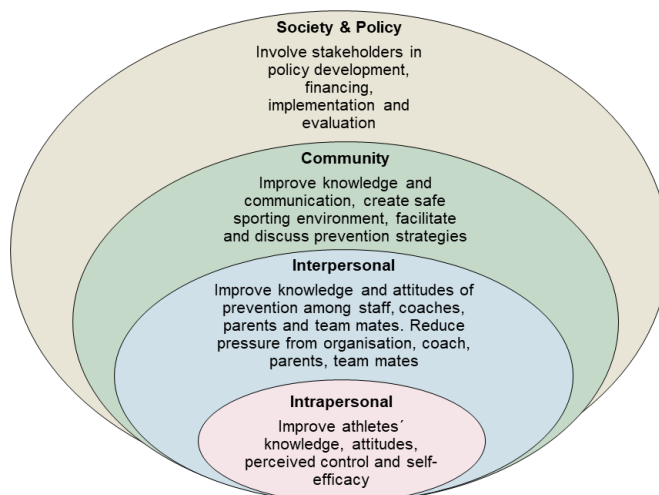 Society & Policy
Involve stakeholders in
policy development,
financing,
implementation and
evaluation
Community
Improve knowledge and
communication, create safe
sporting environment, facilitate
and discuss prevention strategies
Interpersonal
Improve knowledge and attitudes of
prevention among staff, coaches,
parents and team mates. Reduce
pressure from organisation, coach,
parents, team mates
Intrapersonal
Improve athletes´
knowledge, attitudes,
perceived control and self-
efficacy